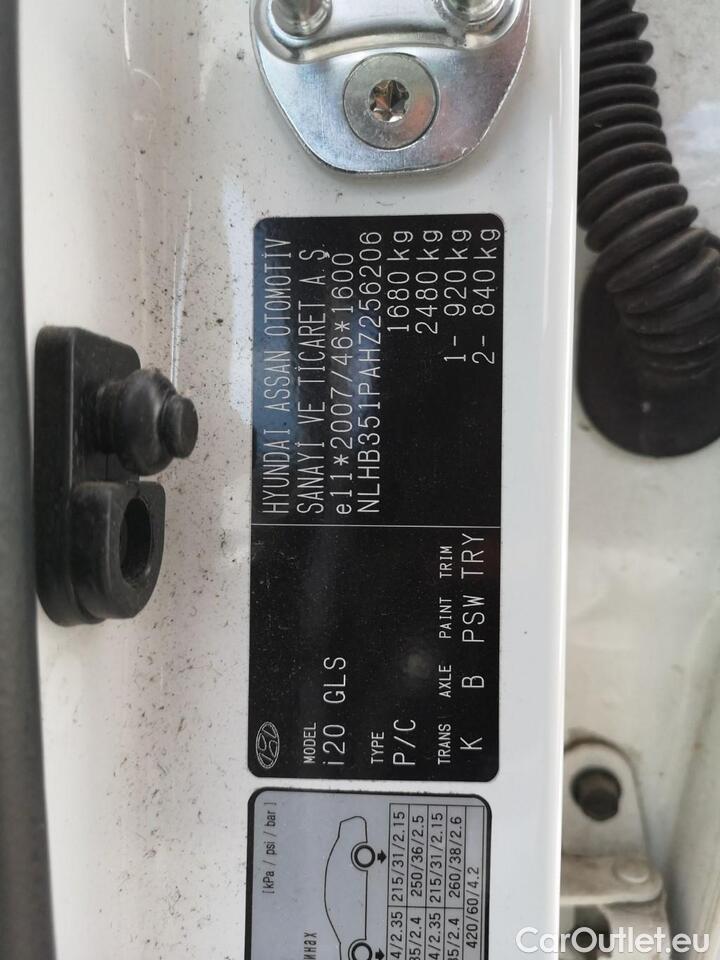 HYUNDAI ASSAN OTOMOTİV
SANAYİ VE TİCARET A.Ş.
e11*2007/46*1600
NLHB351PAHZ256206
1680 kg
2480 kg
1- 920 kg
2- 840 kg
MODEL
i20 GLS
TYPE
P/C
TRANS AXLE PAINT TRIM
K B PSW TRY
[kPa / psi / bar]
215/31/2.15
250/36/2.5
215/31/2.15
260/38/2.6
420/60/4.2
CarOutlet.eu